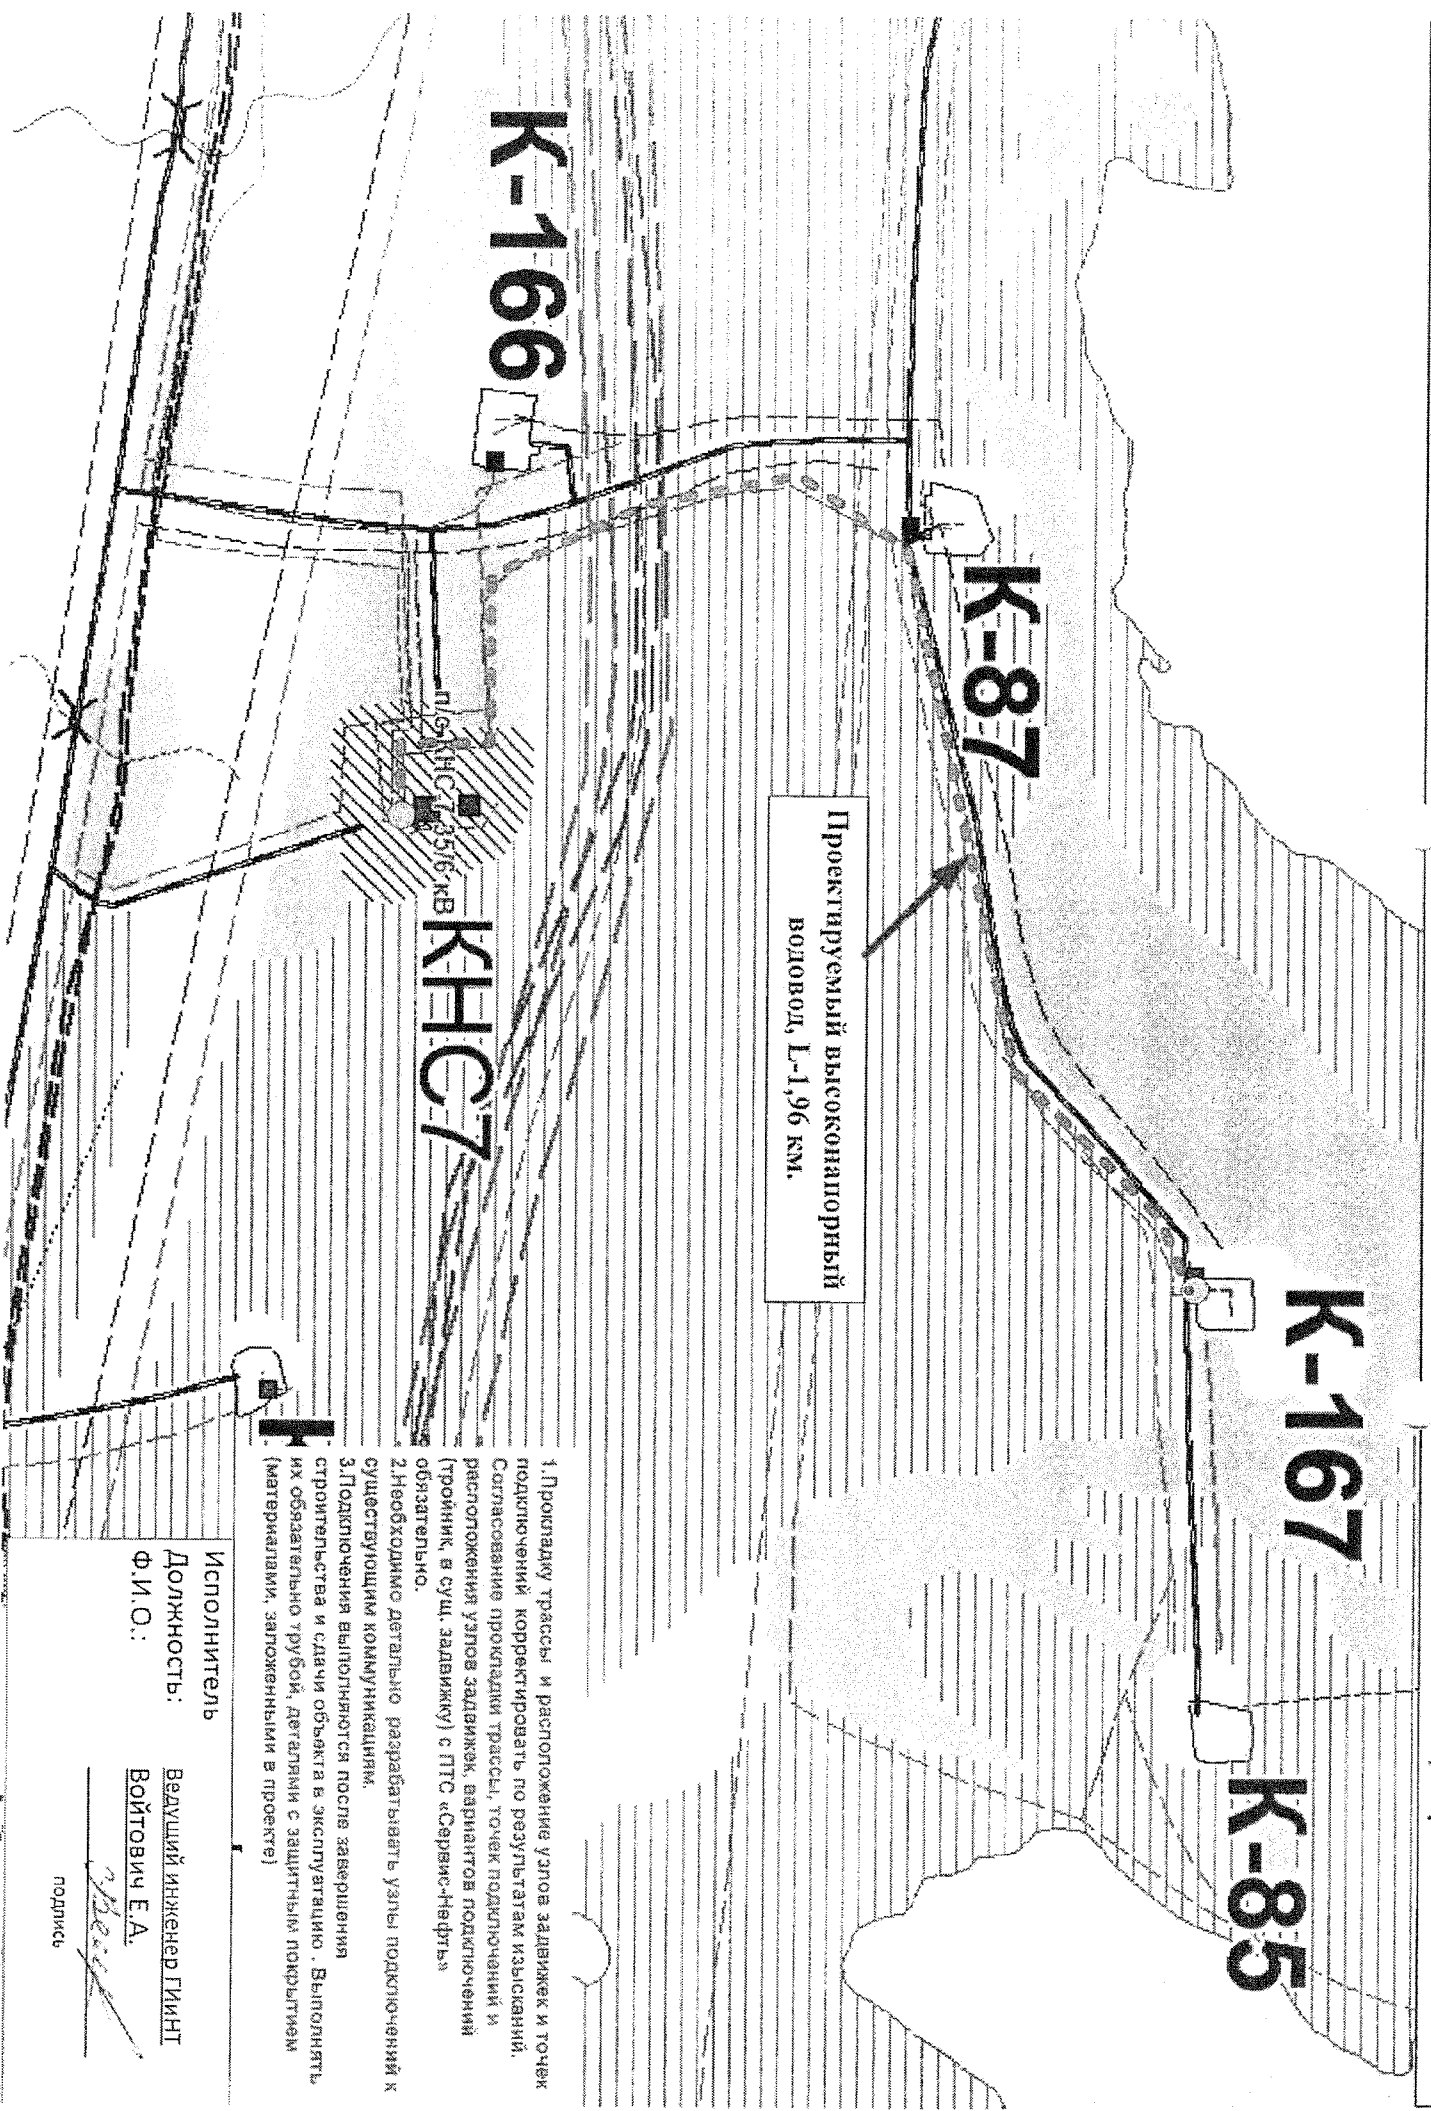 К-167
К-85
К-87
К-166
Проектируемый высоконапорный
водовод, L-1,96 км.
п/с КНС-7 35/6 кВ
КНС7
К
1.Прокладку трассы и расположение узлов задвижек и точек
подключений корректировать по результатам изысканий.
Согласование прокладки трассы, точек подключений и
расположения узлов задвижек, вариантов подключений
(тройник, в сущ. задвижку) с ПТС «Сервис-Нефть»
обязательно.
2.Необходимо детально разрабатывать узлы подключений к
существующим коммуникациям.
3.Подключения выполняются после завершения
строительства и сдачи объекта в эксплуатацию . Выполнять
их обязательно трубой, деталями с защитным покрытием
(материалами, заложенными в проекте)
Исполнитель
Должность: Ведущий инженер ГИиНТ
Ф.И.О.: Войтович Е.А.
подпись